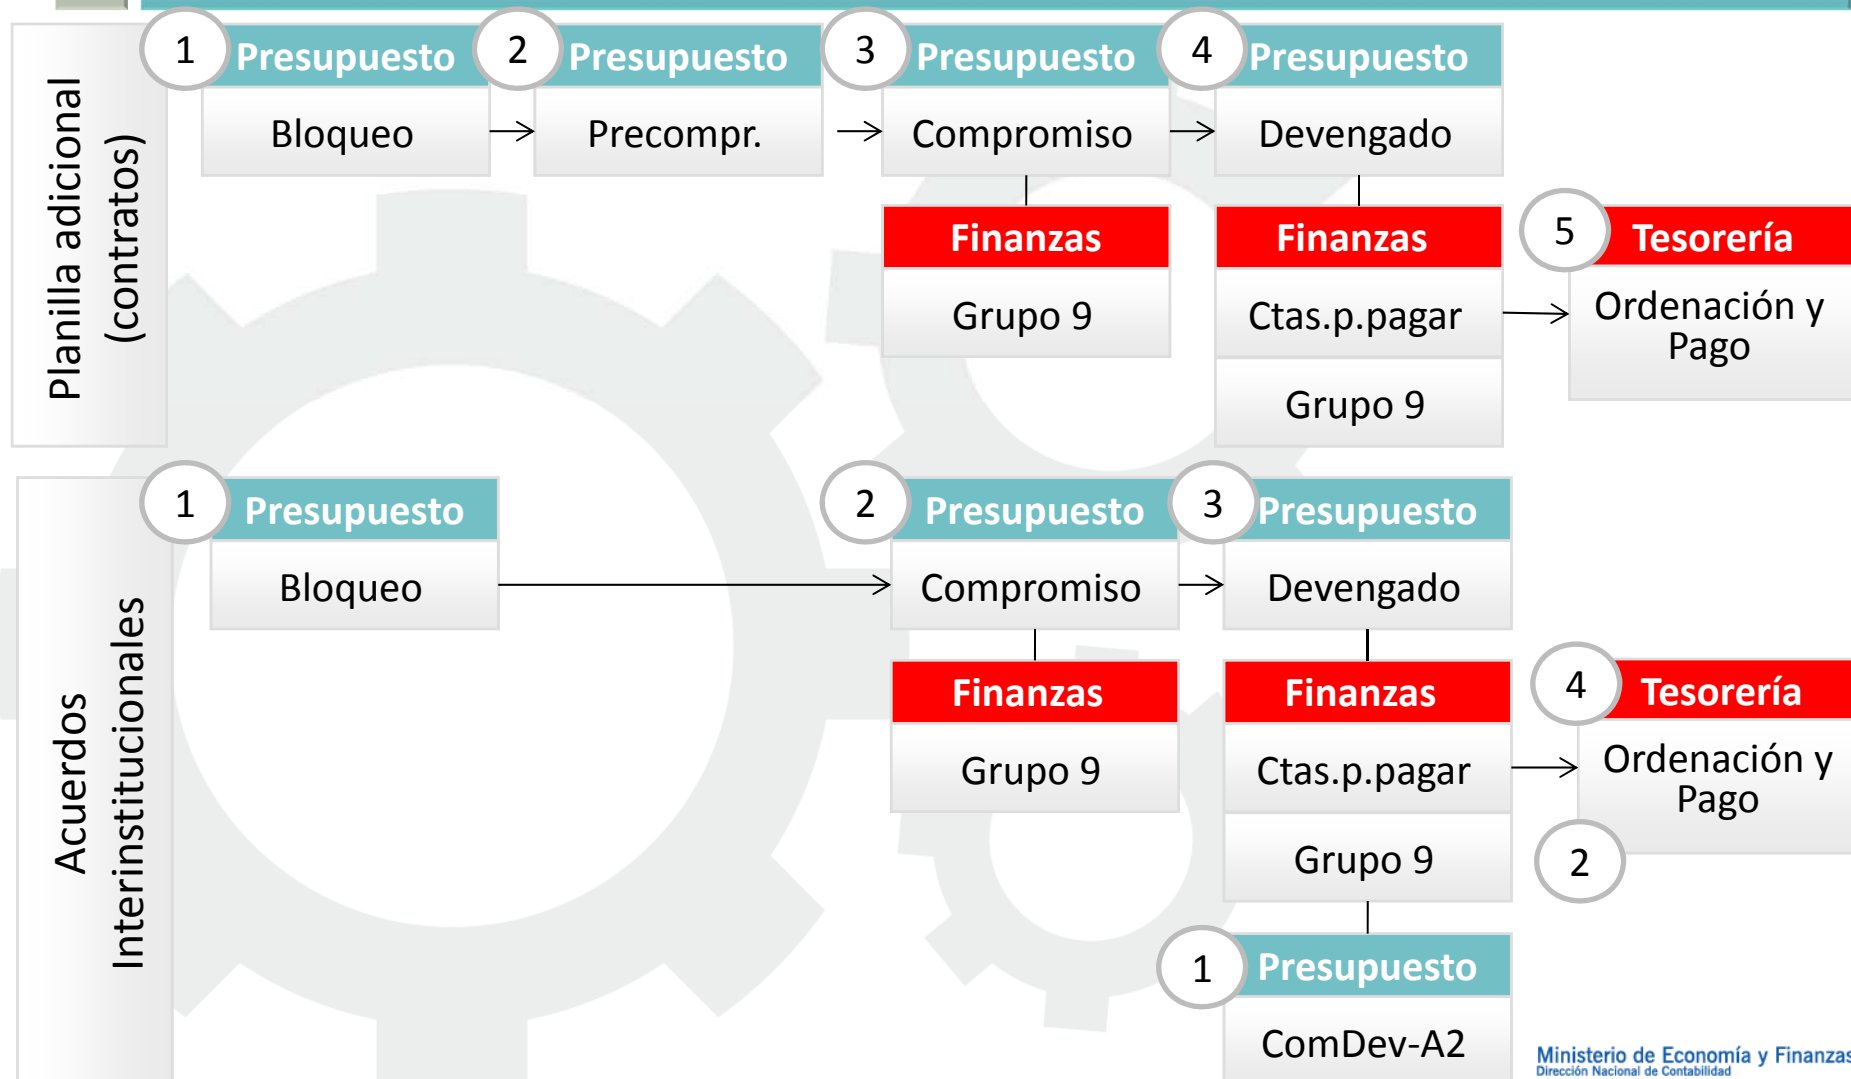 Planilla adicional
(contratos)
1 Presupuesto
Bloqueo
2 Presupuesto
Precompr.
3 Presupuesto
Compromiso
Finanzas
Grupo 9
4 Presupuesto
Devengado
Finanzas
Ctas.p.pagar
Grupo 9
5 Tesorería
Ordenación y
Pago
Acuerdos
Interinstitucionales
1 Presupuesto
Bloqueo
2 Presupuesto
Compromiso
Finanzas
Grupo 9
3 Presupuesto
Devengado
Finanzas
Ctas.p.pagar
Grupo 9
4 Tesorería
Ordenación y
Pago
2
1 Presupuesto
ComDev-A2
Ministerio de Economía y Finanzas
Dirección Nacional de Contabilidad